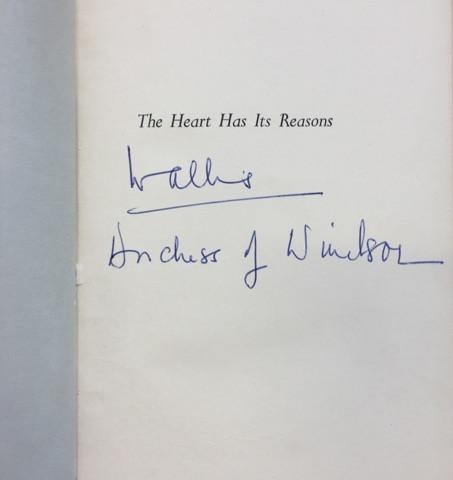 The Heart Has Its Reasons
Wallis
Duchess of Windsor